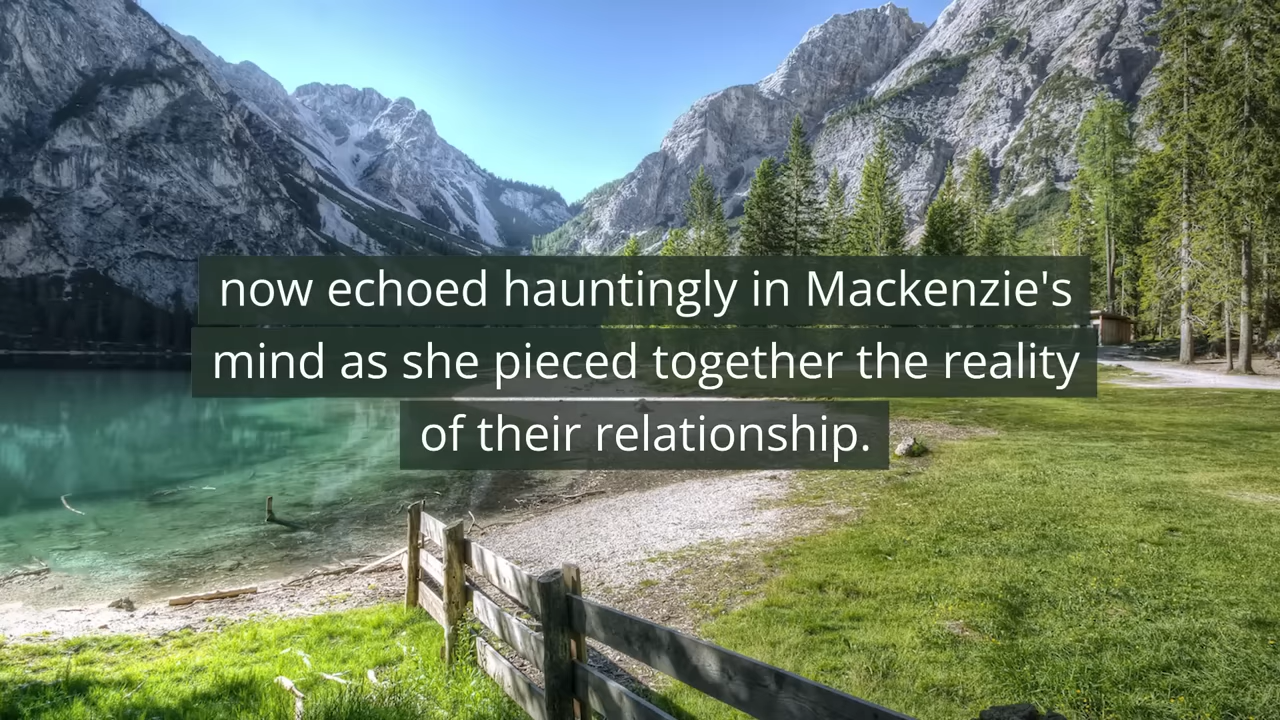 now echoed hauntingly in Mackenzie's
mind as she pieced together the reality
of their relationship.